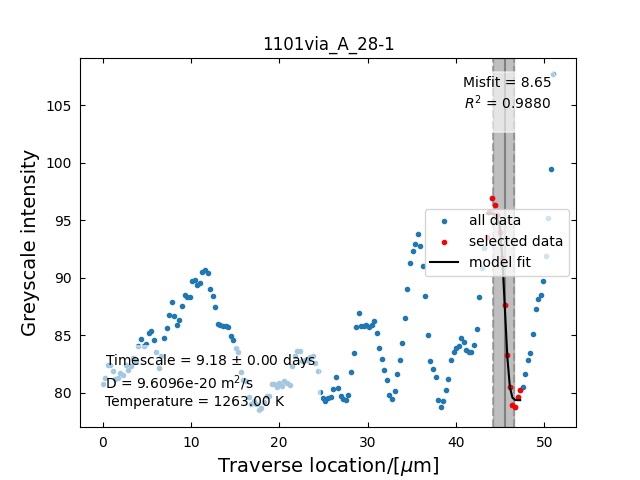 1101via_A_28-1
Misfit = 8.65
R² = 0.9880
all data
selected data
model fit
Timescale = 9.18 ± 0.00 days
D = 9.6096e-20 m²/s
Temperature = 1263.00 K
Greyscale intensity
105
100
95
90
85
80
0 10 20 30 40 50
Traverse location/[μm]